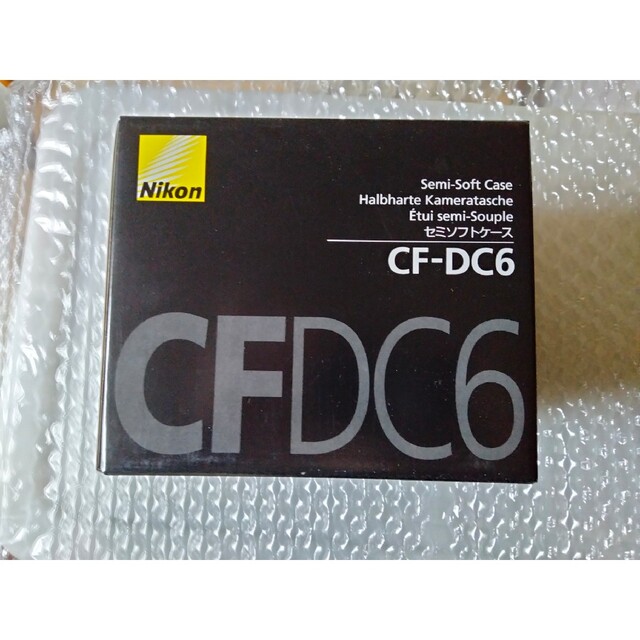 Nikon
Semi-Soft Case
Halbharte Kameratasche
Étui semi-Souple
セミソフトケース
CF-DC6
CFDC6